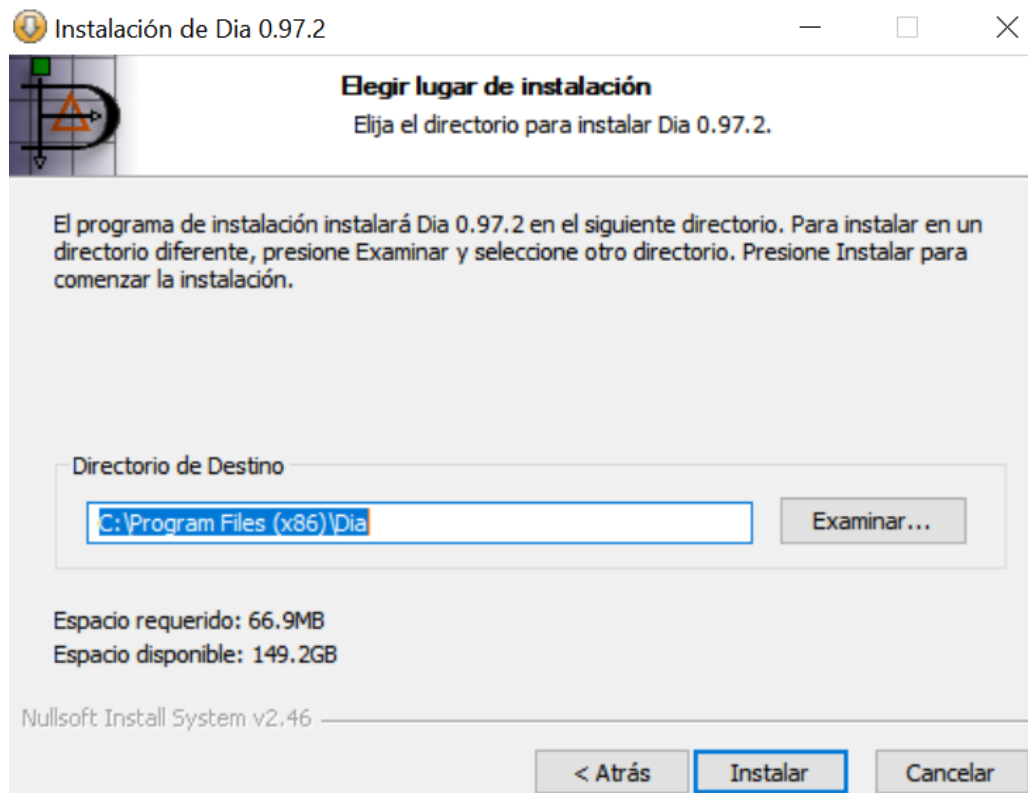 Instalación de Dia 0.97.2
Elegir lugar de instalación
Elija el directorio para instalar Dia 0.97.2.
El programa de instalación instalará Dia 0.97.2 en el siguiente directorio. Para instalar en un
directorio diferente, presione Examinar y seleccione otro directorio. Presione Instalar para
comenzar la instalación.
Directorio de Destino
C:\Program Files (x86)\Dia
Examinar...
Espacio requerido: 66.9MB
Espacio disponible: 149.2GB
Nullsoft Install System v2.46
< Atrás
Instalar
Cancelar